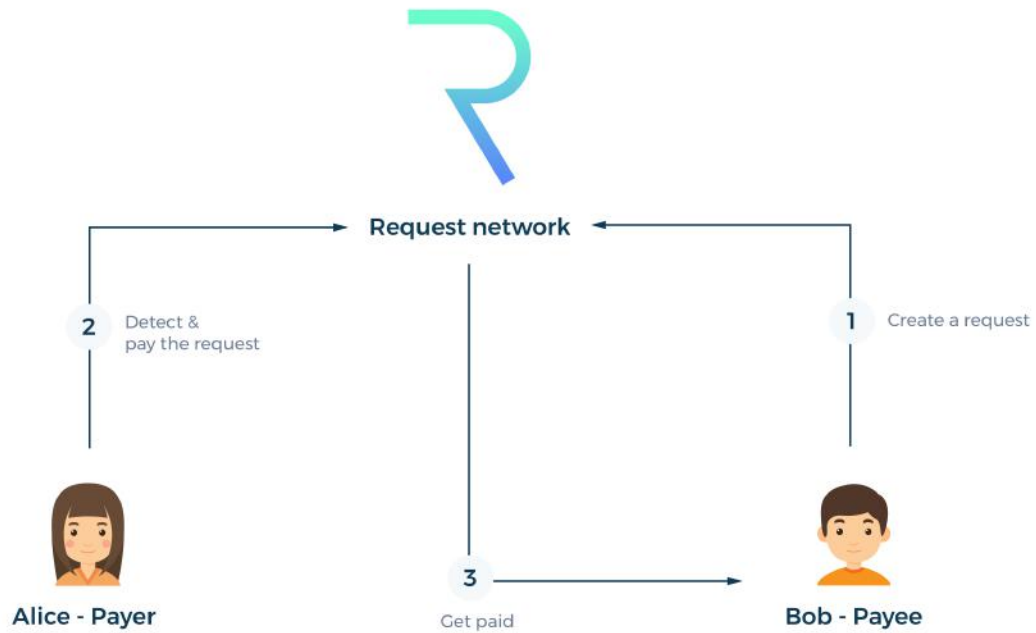 Request network
2
Detect &
pay the request
1
Create a request
3
Get paid
Alice - Payer
Bob - Payee